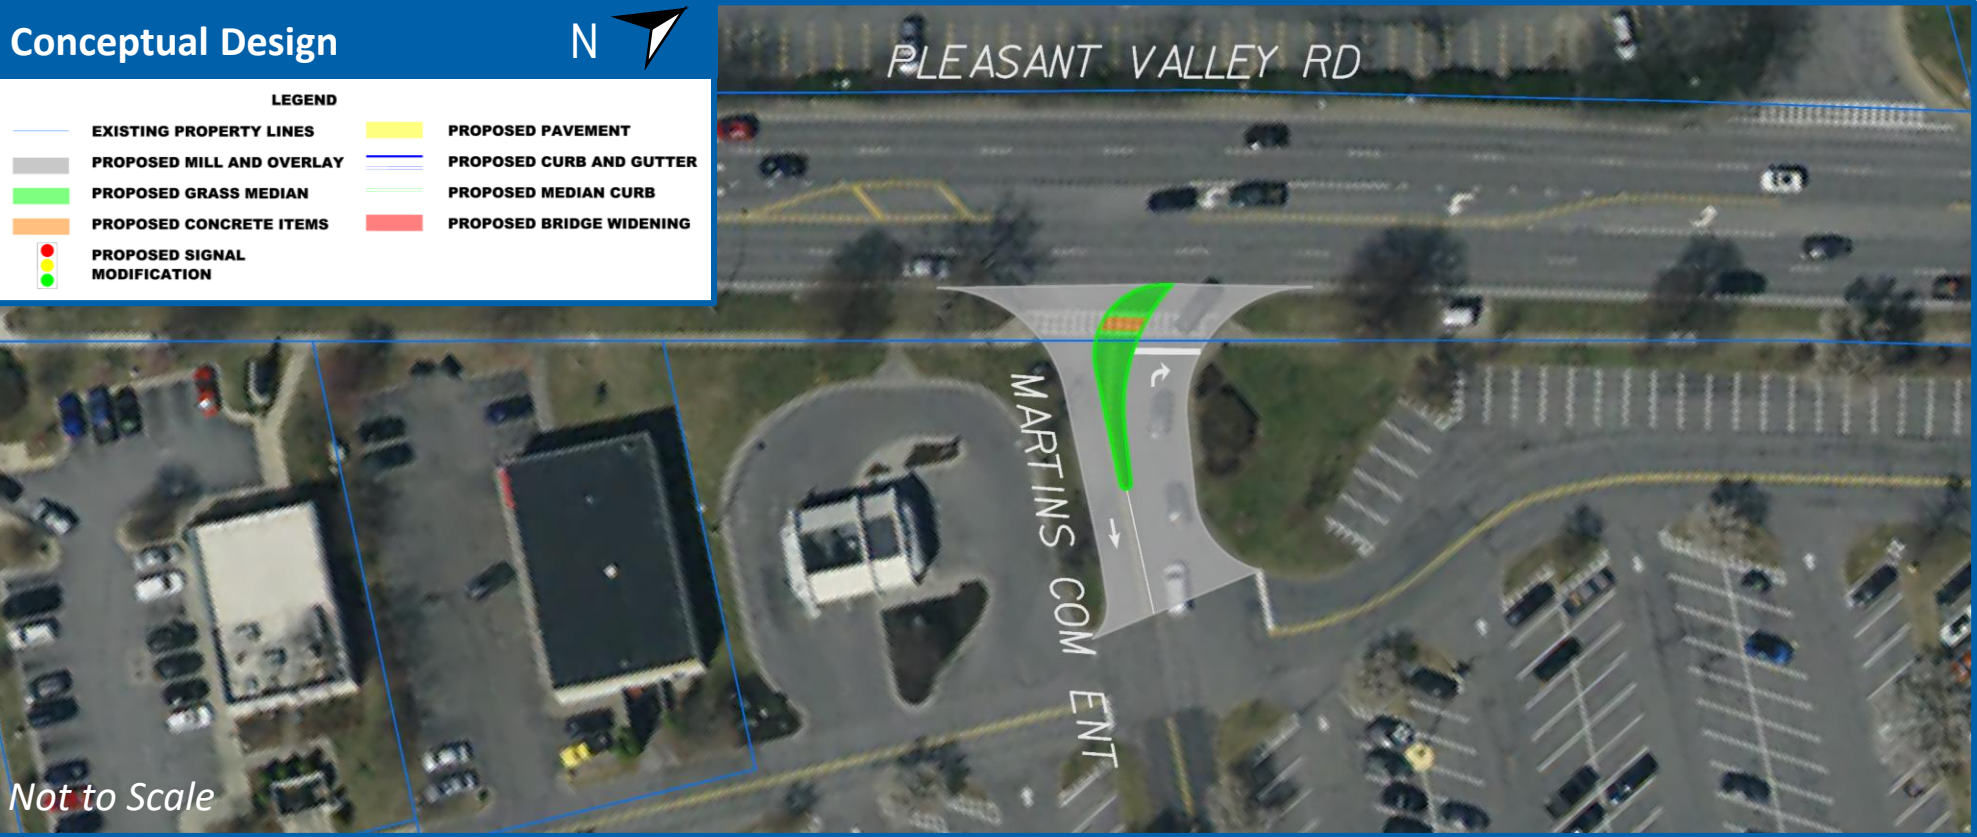 Conceptual Design
N
LEGEND
EXISTING PROPERTY LINES
PROPOSED MILL AND OVERLAY
PROPOSED GRASS MEDIAN
PROPOSED CONCRETE ITEMS
PROPOSED SIGNAL
MODIFICATION
PROPOSED PAVEMENT
PROPOSED CURB AND GUTTER
PROPOSED MEDIAN CURB
PROPOSED BRIDGE WIDENING
PLEASANT VALLEY RD
MARTINS COM ENT
Not to Scale